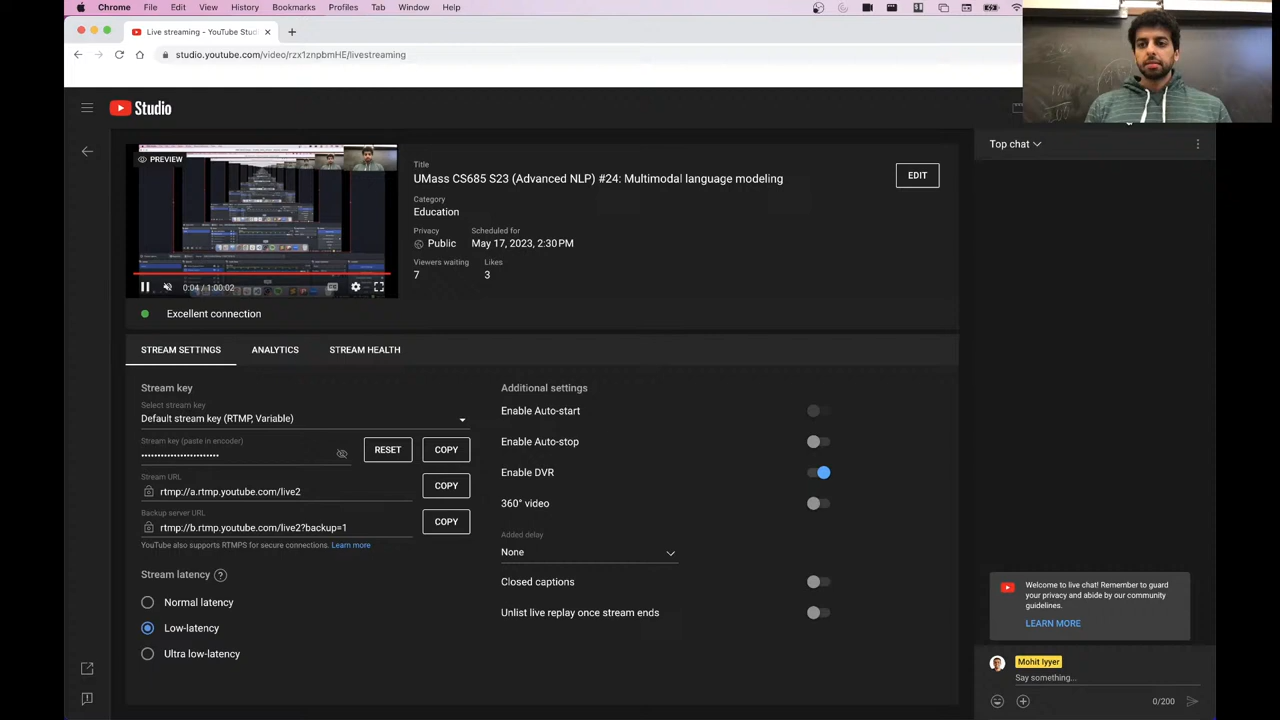 Chrome File Edit View History Bookmarks Profiles Tab Window Help
Live streaming - YouTube Stud
studio.youtube.com/video/rzx1znpbmHE/livestreaming
Studio
Top chat
PREVIEW
0:04 / 1:00:02
Title
UMass CS685 S23 (Advanced NLP) #24: Multimodal language modeling
EDIT
Category
Education
Privacy
Public
Scheduled for
May 17, 2023, 2:30 PM
Viewers waiting
7
Likes
3
Excellent connection
STREAM SETTINGS ANALYTICS STREAM HEALTH
Stream key
Select stream key
Default stream key (RTMP, Variable)
Stream key (paste in encoder)
••••••••••••••••••••••••
RESET COPY
Stream URL
rtmp://a.rtmp.youtube.com/live2
COPY
Backup server URL
rtmp://b.rtmp.youtube.com/live2?backup=1
COPY
YouTube also supports RTMPS for secure connections. Learn more
Stream latency
Normal latency
Low-latency
Ultra low-latency
Additional settings
Enable Auto-start
Enable Auto-stop
Enable DVR
360° video
Added delay
None
Closed captions
Unlist live replay once stream ends
Welcome to live chat! Remember to guard
your privacy and abide by our community
guidelines.
LEARN MORE
Mohit Iyyer
Say something...
0/200